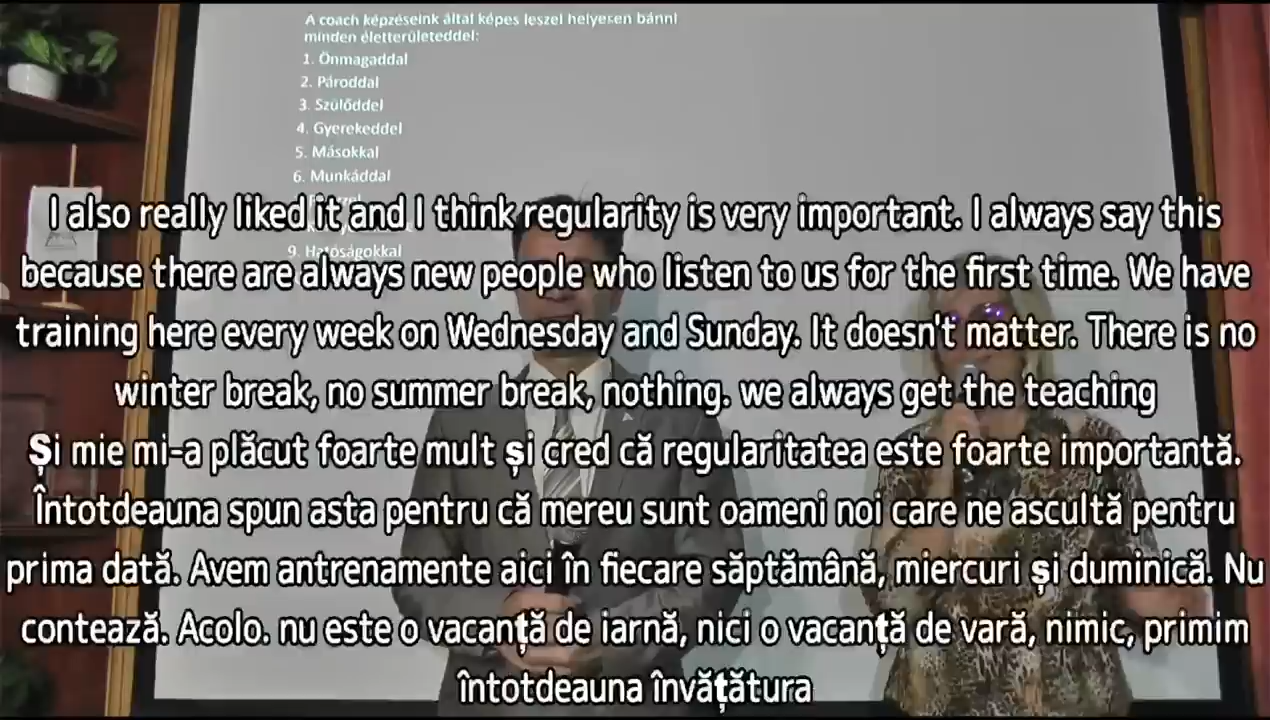 A coach képzéseink által képes leszel helyesen bánni
minden életterületeddel:
1. Önmagaddal
2. Pároddal
3. Szülőddel
4. Gyerekeddel
5. Másokkal
6. Munkáddal
9. Hatóságokkal
I also really liked it and I think regularity is very important. I always say this
because there are always new people who listen to us for the first time. We have
training here every week on Wednesday and Sunday. It doesn't matter. There is no
winter break, no summer break, nothing. we always get the teaching
Și mie mi-a plăcut foarte mult și cred că regularitatea este foarte importantă.
Întotdeauna spun asta pentru că mereu sunt oameni noi care ne ascultă pentru
prima dată. Avem antrenamente aici în fiecare săptămână, miercuri și duminică. Nu
contează. Acolo. nu este o vacanță de iarnă, nici o vacanță de vară, nimic, primim
întotdeauna învățătura